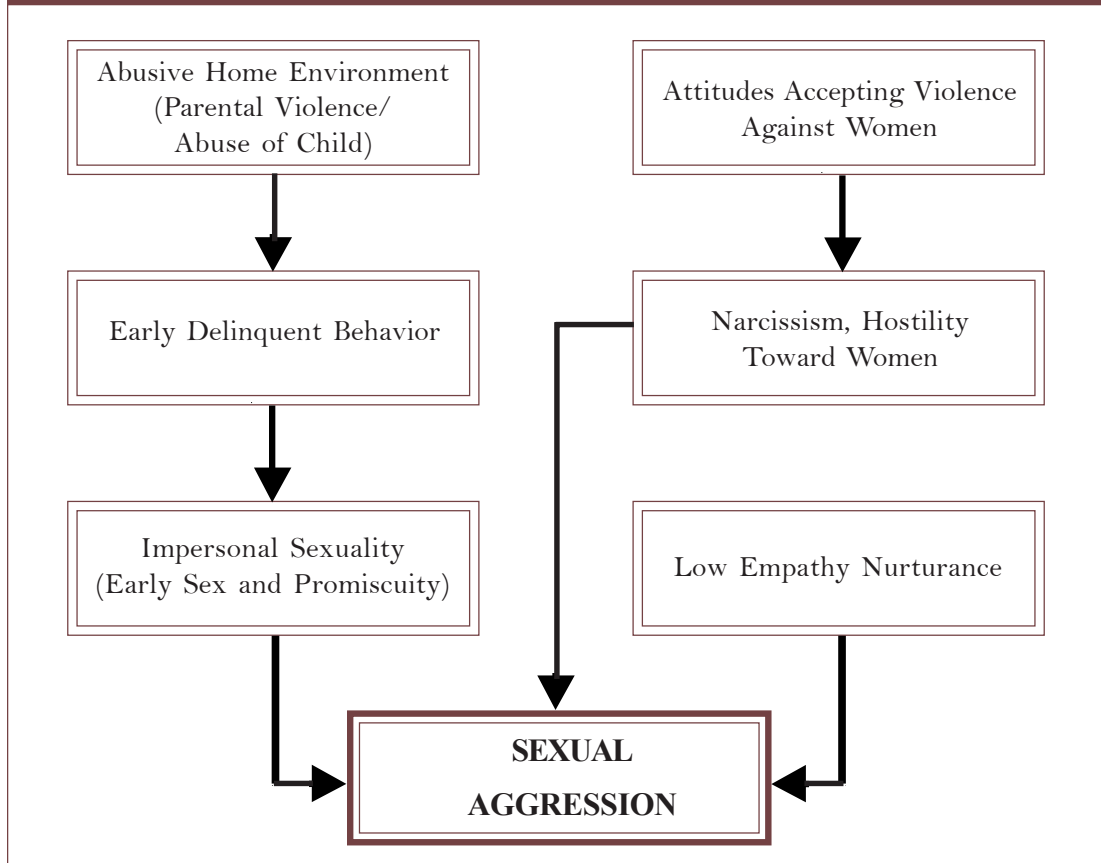 Abusive Home Environment
(Parental Violence/
Abuse of Child)
Attitudes Accepting Violence
Against Women
Early Delinquent Behavior
Narcissism, Hostility
Toward Women
Impersonal Sexuality
(Early Sex and Promiscuity)
Low Empathy Nurturance
SEXUAL
AGGRESSION